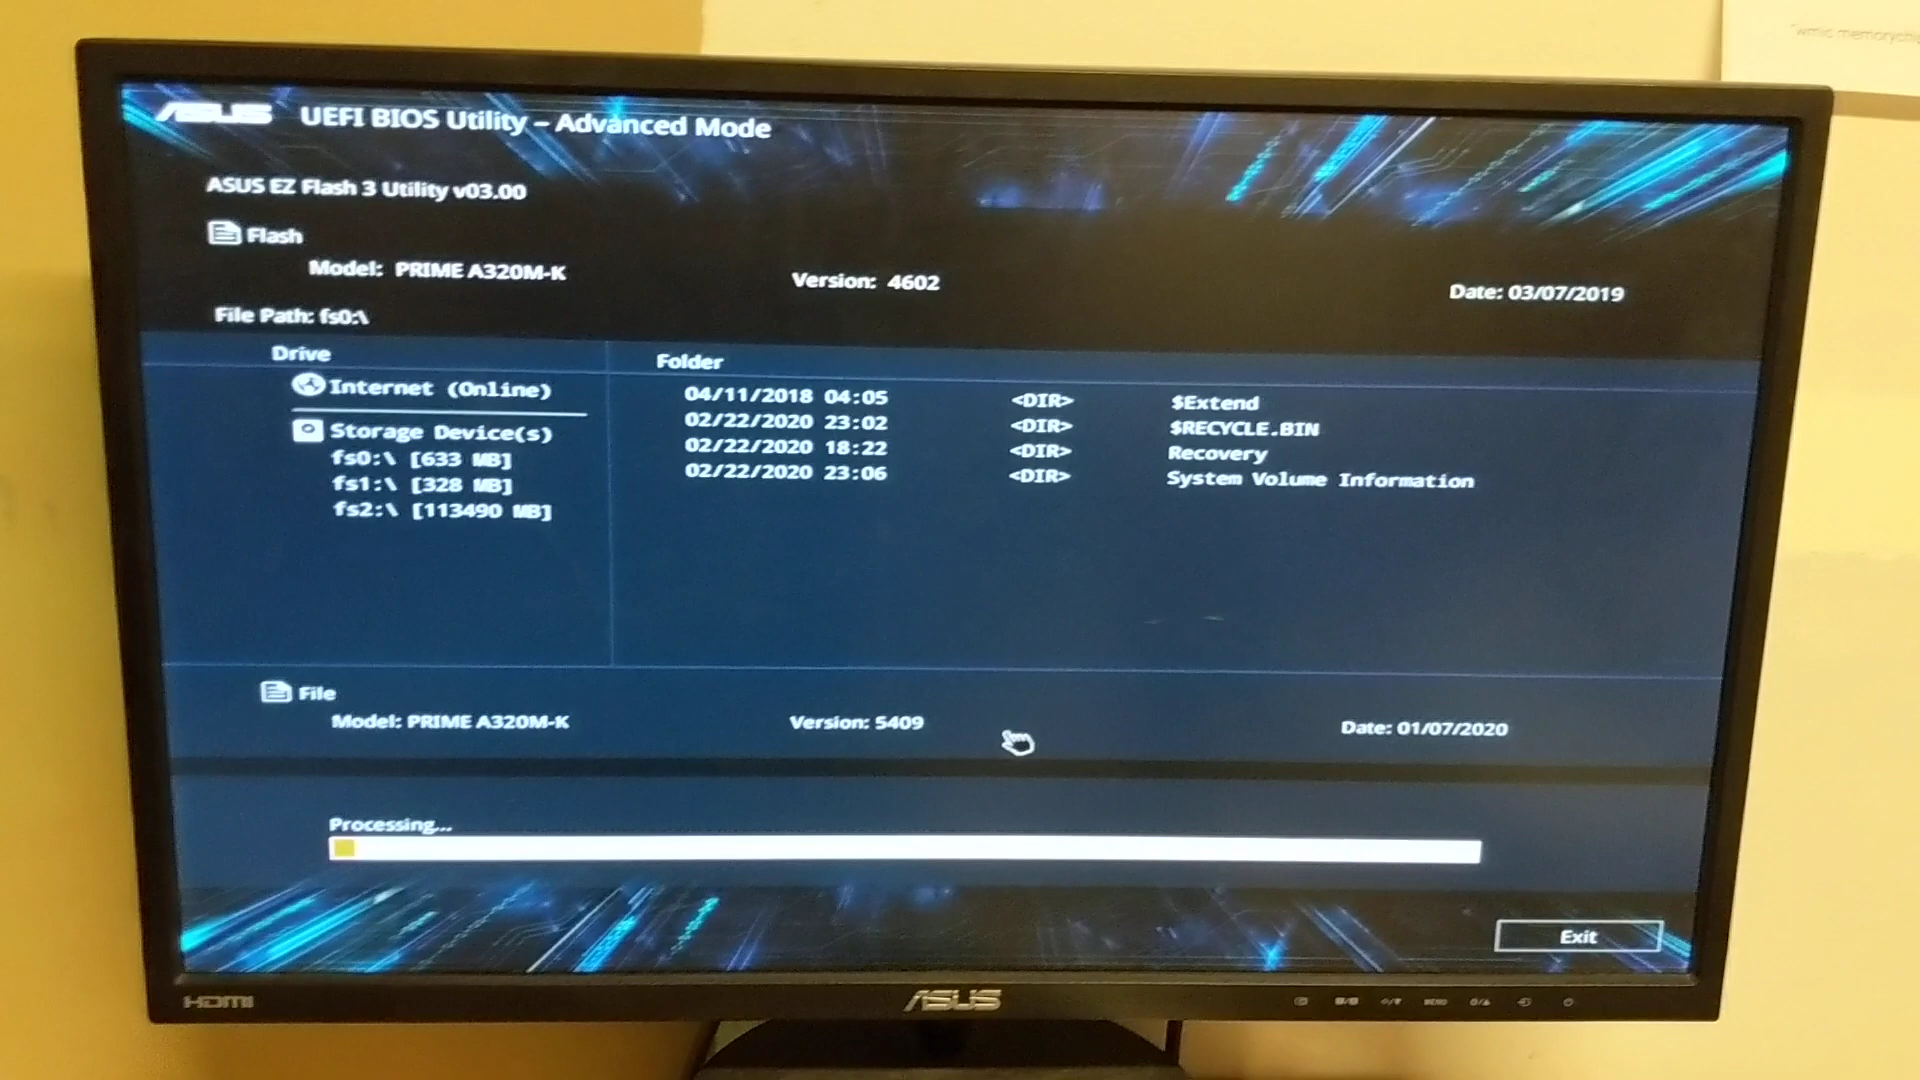 "wmic memorychip
ASUS UEFI BIOS Utility – Advanced Mode
ASUS EZ Flash 3 Utility v03.00
Flash
Model: PRIME A320M-K Version: 4602 Date: 03/07/2019
File Path: fs0:\
Drive Folder
Internet (Online)
Storage Device(s)
fs0:\ [633 MB]
fs1:\ [328 MB]
fs2:\ [113490 MB]
04/11/2018 04:05 <DIR> $Extend
02/22/2020 23:02 <DIR> $RECYCLE.BIN
02/22/2020 18:22 <DIR> Recovery
02/22/2020 23:06 <DIR> System Volume Information
File
Model: PRIME A320M-K Version: 5409 Date: 01/07/2020
Processing...
Exit
HDMI ASUS MENU